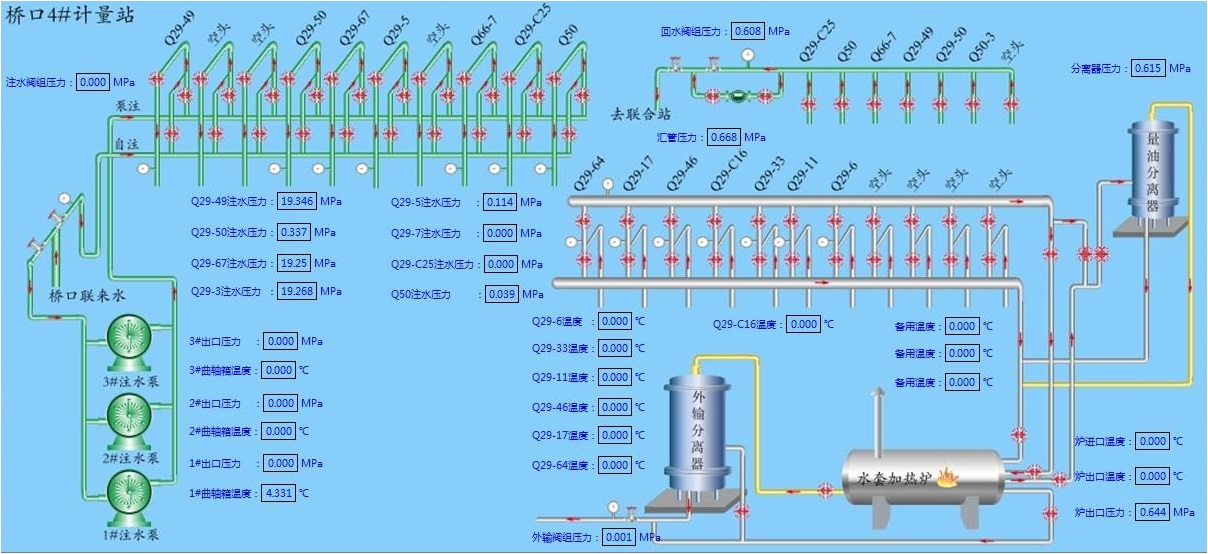 桥口4#计量站
Q29-49
空头
空头
Q29-50
Q29-67
Q29-5
空头
Q66-7
Q29-C25
Q50
注水阀组压力：0.000 MPa
泵注
自注
回水阀组压力：0.608 MPa
Q29-C25
Q50
Q66-7
Q29-49
Q29-50
Q50-3
空头
去联合站
分离器压力：0.615 MPa
汇管压力：0.668 MPa
量油分离器
Q29-64
Q29-17
Q29-46
Q29-C16
Q29-33
Q29-11
Q29-6
空头
空头
空头
空头
Q29-49注水压力：19.346 MPa
Q29-5注水压力：0.114 MPa
Q29-50注水压力：0.337 MPa
Q29-7注水压力：0.000 MPa
Q29-67注水压力：19.25 MPa
Q29-C25注水压力：0.000 MPa
Q29-3注水压力：19.268 MPa
Q50注水压力：0.039 MPa
桥口联来水
3#出口压力：0.000 MPa
3#曲轴箱温度：0.000 ℃
3#注水泵
2#出口压力：0.000 MPa
2#曲轴箱温度：0.000 ℃
2#注水泵
1#出口压力：0.000 MPa
1#曲轴箱温度：4.331 ℃
1#注水泵
Q29-6温度：0.000 ℃
Q29-C16温度：0.000 ℃
Q29-33温度：0.000 ℃
Q29-11温度：0.000 ℃
Q29-46温度：0.000 ℃
Q29-17温度：0.000 ℃
Q29-64温度：0.000 ℃
备用温度：0.000 ℃
备用温度：0.000 ℃
备用温度：0.000 ℃
外输分离器
水套加热炉
炉进口温度：0.000 ℃
炉出口温度：0.000 ℃
炉出口压力：0.644 MPa
外输阀组压力：0.001 MPa